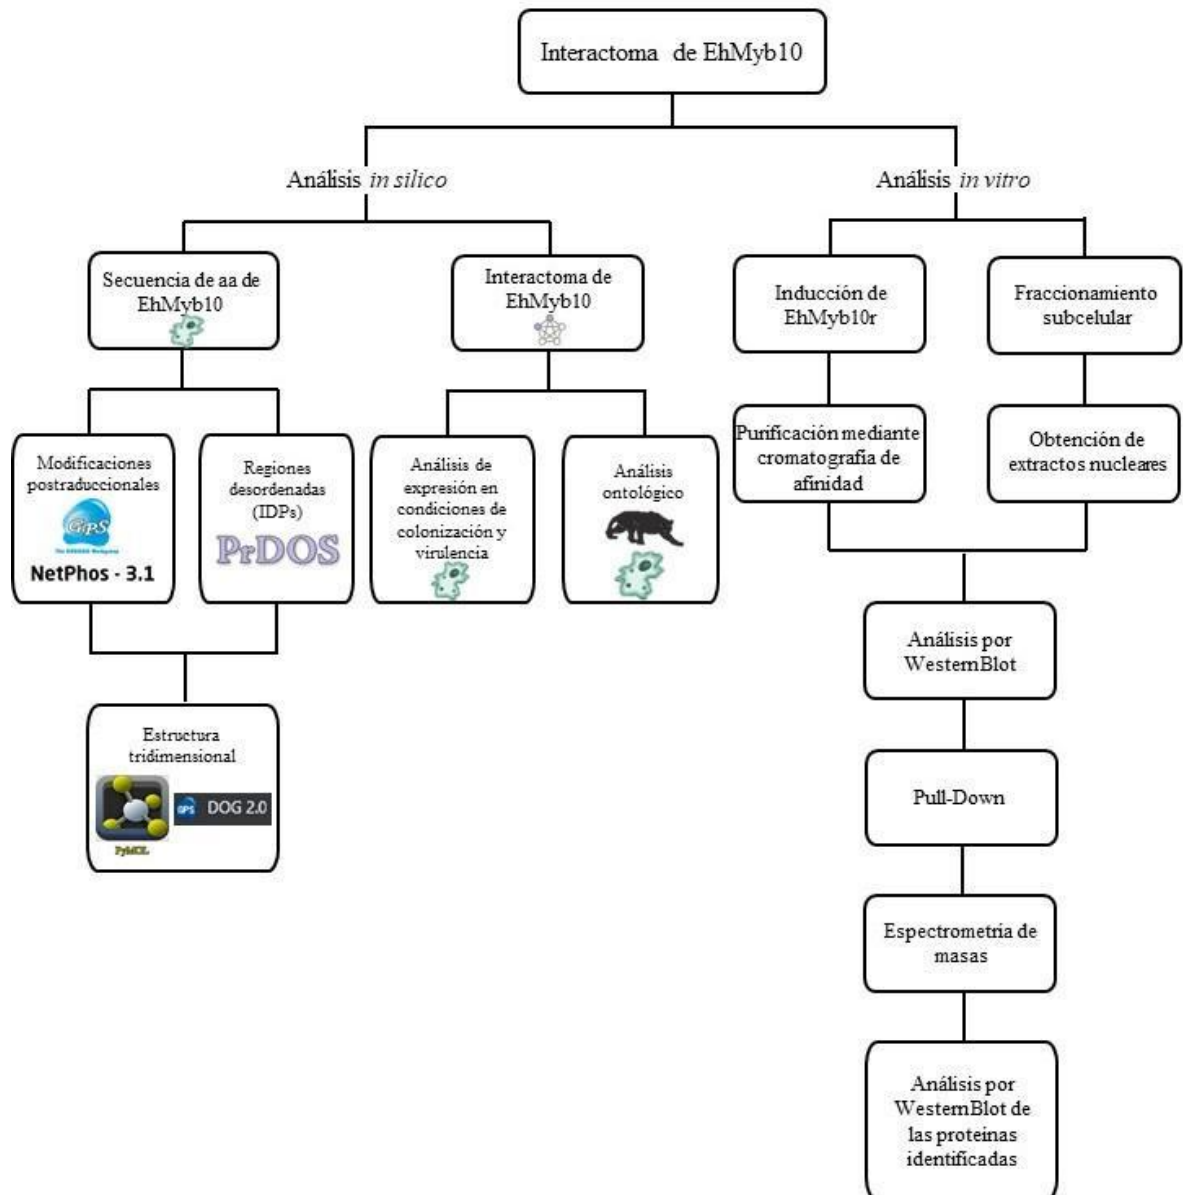 Interactoma de EhMyb10
Análisis in silico
Análisis in vitro
Secuencia de aa de
EhMyb10
Interactoma de
EhMyb10
Inducción de
EhMyb10r
Fraccionamiento
subcelular
Modificaciones
postraduccionales
GPS
NetPhos - 3.1
Regiones
desordenadas
(IDPs)
PrDOS
Análisis de
expresión en
condiciones de
colonización y
virulencia
Análisis
ontológico
Purificación mediante
cromatografía de
afinidad
Obtención de
extractos nucleares
Estructura
tridimensional
PyMOL
GPS DOG 2.0
Análisis por
WesternBlot
Pull-Down
Espectrometria de
masas
Análisis por
WesternBlot de
las proteinas
identificadas